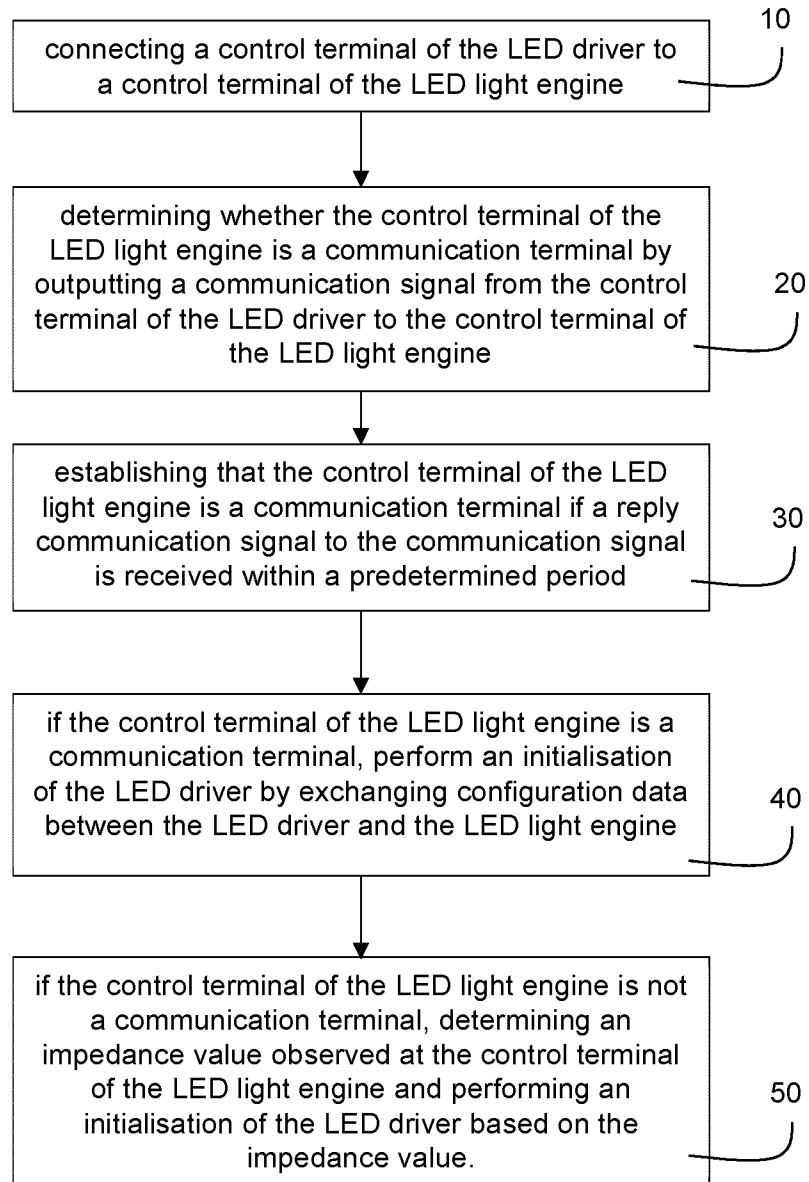 10
connecting a control terminal of the LED driver to
a control terminal of the LED light engine
determining whether the control terminal of the
LED light engine is a communication terminal by
outputting a communication signal from the control
terminal of the LED driver to the control terminal of
the LED light engine
20
establishing that the control terminal of the LED
light engine is a communication terminal if a reply
communication signal to the communication signal
is received within a predetermined period
30
if the control terminal of the LED light engine is a
communication terminal, perform an initialisation
of the LED driver by exchanging configuration data
between the LED driver and the LED light engine
40
if the control terminal of the LED light engine is not
a communication terminal, determining an
impedance value observed at the control terminal
of the LED light engine and performing an
initialisation of the LED driver based on the
impedance value.
50